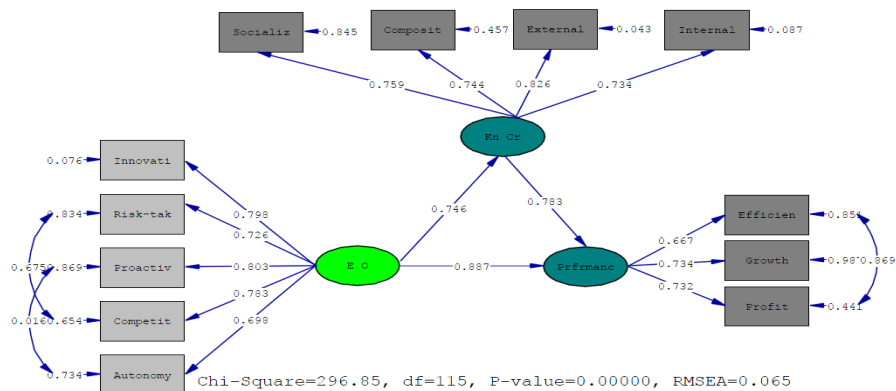 Socializ 0.845 Composit 0.457 External 0.043 Internal 0.087
0.759 0.744 0.826 0.734
Kn Cr
0.076 Innovati
0.834 Risk-tak
0.798
0.726
0.746 0.783
Efficien 0.851
0.667
0.675 0.869 Proactiv 0.803 E O 0.887 Prfrmanc 0.734 Growth 0.98 0.869
0.783
0.732
0.016 0.654 Competit
0.698
Profit 0.441
0.734 Autonomy
Chi-Square=296.85, df=115, P-value=0.00000, RMSEA=0.065